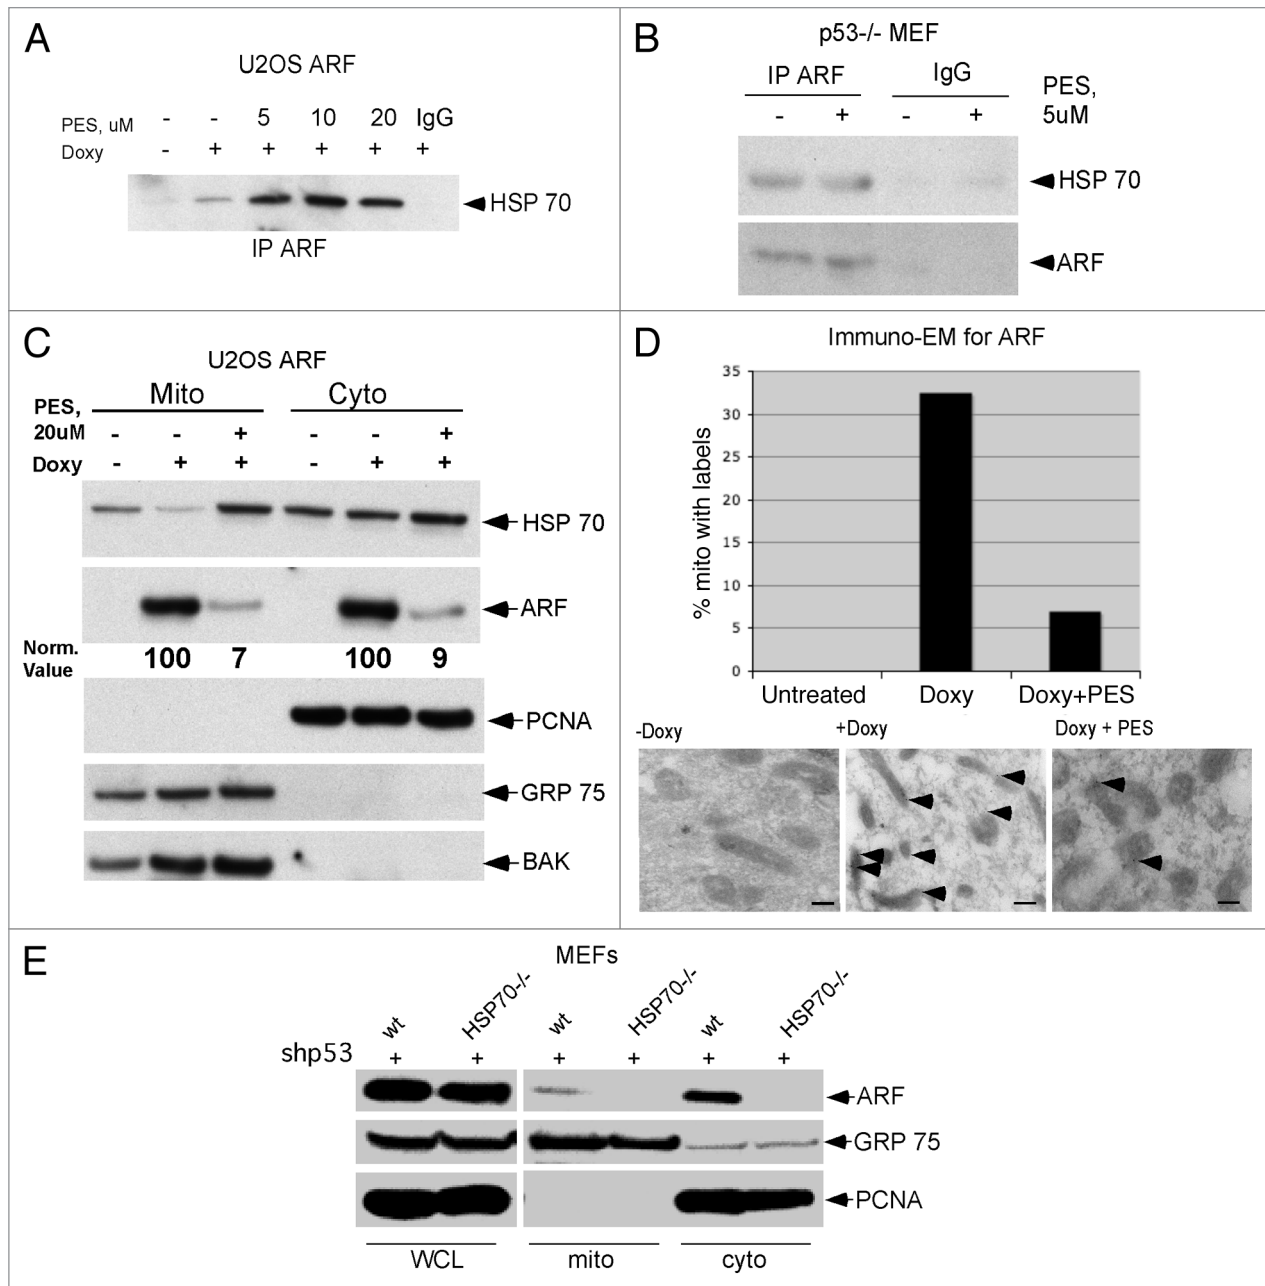 A
U2OS ARF
PES, uM - - 5 10 20 IgG
Doxy - + + + + +
HSP 70
IP ARF
B
p53-/- MEF
IP ARF IgG PES,
- + - + 5uM
HSP 70
ARF
C
U2OS ARF
Mito Cyto
PES,
20uM - - + - - +
Doxy - + + - + +
HSP 70
ARF
Norm.
Value 100 7 100 9
PCNA
GRP 75
BAK
D
Immuno-EM for ARF
% mito with labels
35
30
25
20
15
10
5
0
Untreated Doxy Doxy+PES
-Doxy +Doxy Doxy + PES
E
MEFs
wt HSP70-/- wt HSP70-/- wt HSP70-/-
shp53 + + + + + +
ARF
GRP 75
PCNA
WCL mito cyto